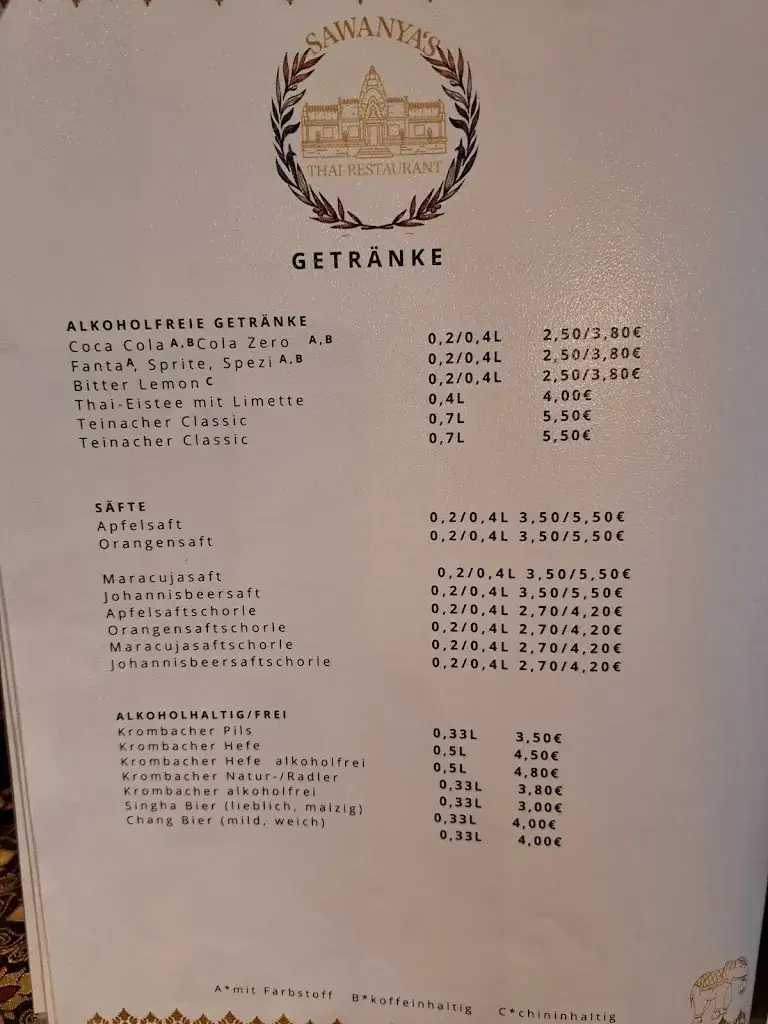 SAWANYA'S
THAI-RESTAURANT
GETRÄNKE
ALKOHOLFREIE GETRÄNKE
Coca Cola A,B Cola Zero A,B 0,2/0,4L 2,50/3,80€
Fanta A, Sprite, Spezi A,B 0,2/0,4L 2,50/3,80€
Bitter Lemon C 0,2/0,4L 2,50/3,80€
Thai-Eistee mit Limette 0,4L 4,00€
Teinacher Classic 0,7L 5,50€
Teinacher Classic 0,7L 5,50€
SÄFTE
Apfelsaft 0,2/0,4L 3,50/5,50€
Orangensaft 0,2/0,4L 3,50/5,50€
Maracujasaft 0,2/0,4L 3,50/5,50€
Johannisbeersaft 0,2/0,4L 3,50/5,50€
Apfelsaftschorle 0,2/0,4L 2,70/4,20€
Orangensaftschorle 0,2/0,4L 2,70/4,20€
Maracujasaftschorle 0,2/0,4L 2,70/4,20€
Johannisbeersaftschorle 0,2/0,4L 2,70/4,20€
ALKOHOLHALTIG/FREI
Krombacher Pils 0,33L 3,50€
Krombacher Hefe 0,5L 4,50€
Krombacher Hefe alkoholfrei 0,5L 4,80€
Krombacher Natur-/Radler 0,33L 3,80€
Krombacher alkoholfrei 0,33L 3,00€
Singha Bier (lieblich, malzig) 0,33L 4,00€
Chang Bier (mild, weich) 0,33L 4,00€
A*mit Farbstoff B*koffeinhaltig C*chininhaltig